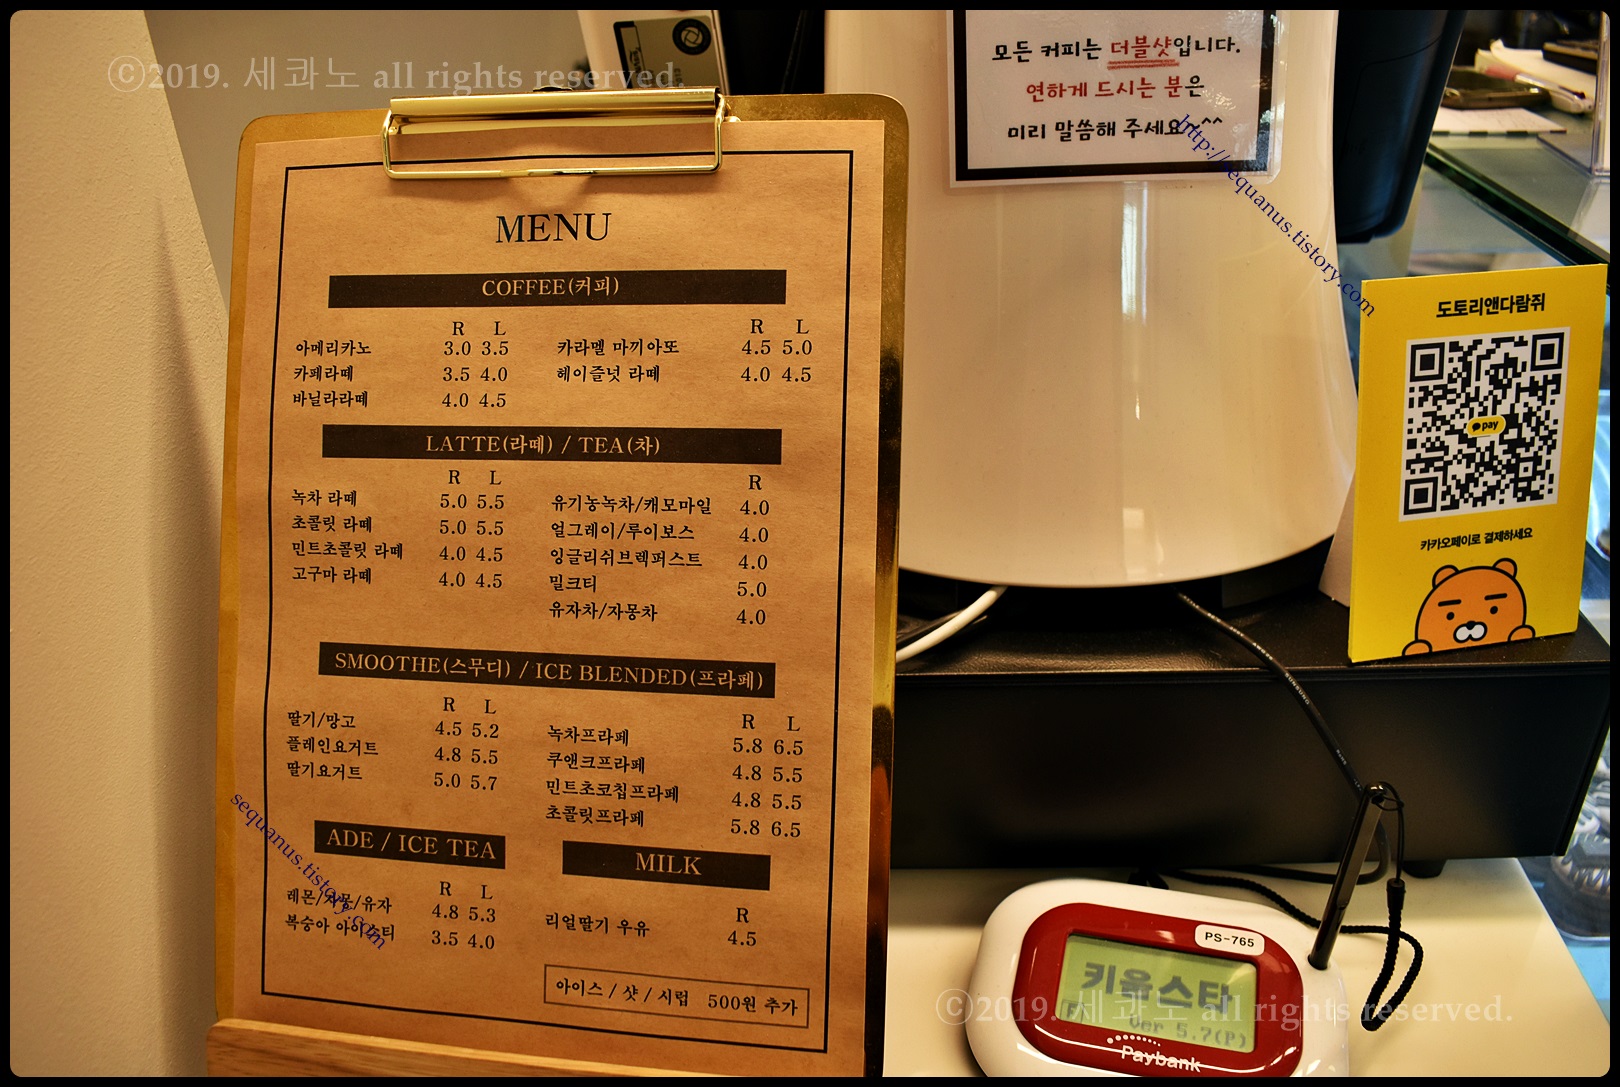 ©2019. 세콰노 all rights reserved.
모든 커피는 더블샷입니다.
연하게 드시는 분은
미리 말씀해 주세요~^^
http://sequanus.tistory.com
MENU
COFFEE(커피)
R L
아메리카노 3.0 3.5
카페라떼 3.5 4.0
바닐라라떼 4.0 4.5
R L
카라멜 마끼아또 4.5 5.0
헤이즐넛 라떼 4.0 4.5
LATTE(라떼) / TEA(차)
R L
녹차 라떼 5.0 5.5
초콜릿 라떼 5.0 5.5
민트초콜릿 라떼 4.0 4.5
고구마 라떼 4.0 4.5
R
유기농녹차/캐모마일 4.0
얼그레이/루이보스 4.0
잉글리쉬브렉퍼스트 4.0
밀크티 5.0
유자차/자몽차 4.0
SMOOTHE(스무디) / ICE BLENDED(프라페)
R L
딸기/망고 4.5 5.2
플레인요거트 4.8 5.5
딸기요거트 5.0 5.7
R L
녹차프라페 5.8 6.5
쿠앤크프라페 4.8 5.5
민트초코칩프라페 4.8 5.5
초콜릿프라페 5.8 6.5
ADE / ICE TEA
R L
레몬/자몽/유자 4.8 5.3
복숭아 아이스티 3.5 4.0
MILK
R
리얼딸기 우유 4.5
아이스 / 샷 / 시럽 500원 추가
sequanus.tistory.com
도토리앤다람쥐
pay
카카오페이로 결제하세요
PS-765
키움스타
Ver 5.7(P)
Paybank
©2019. 세콰노 all rights reserved.